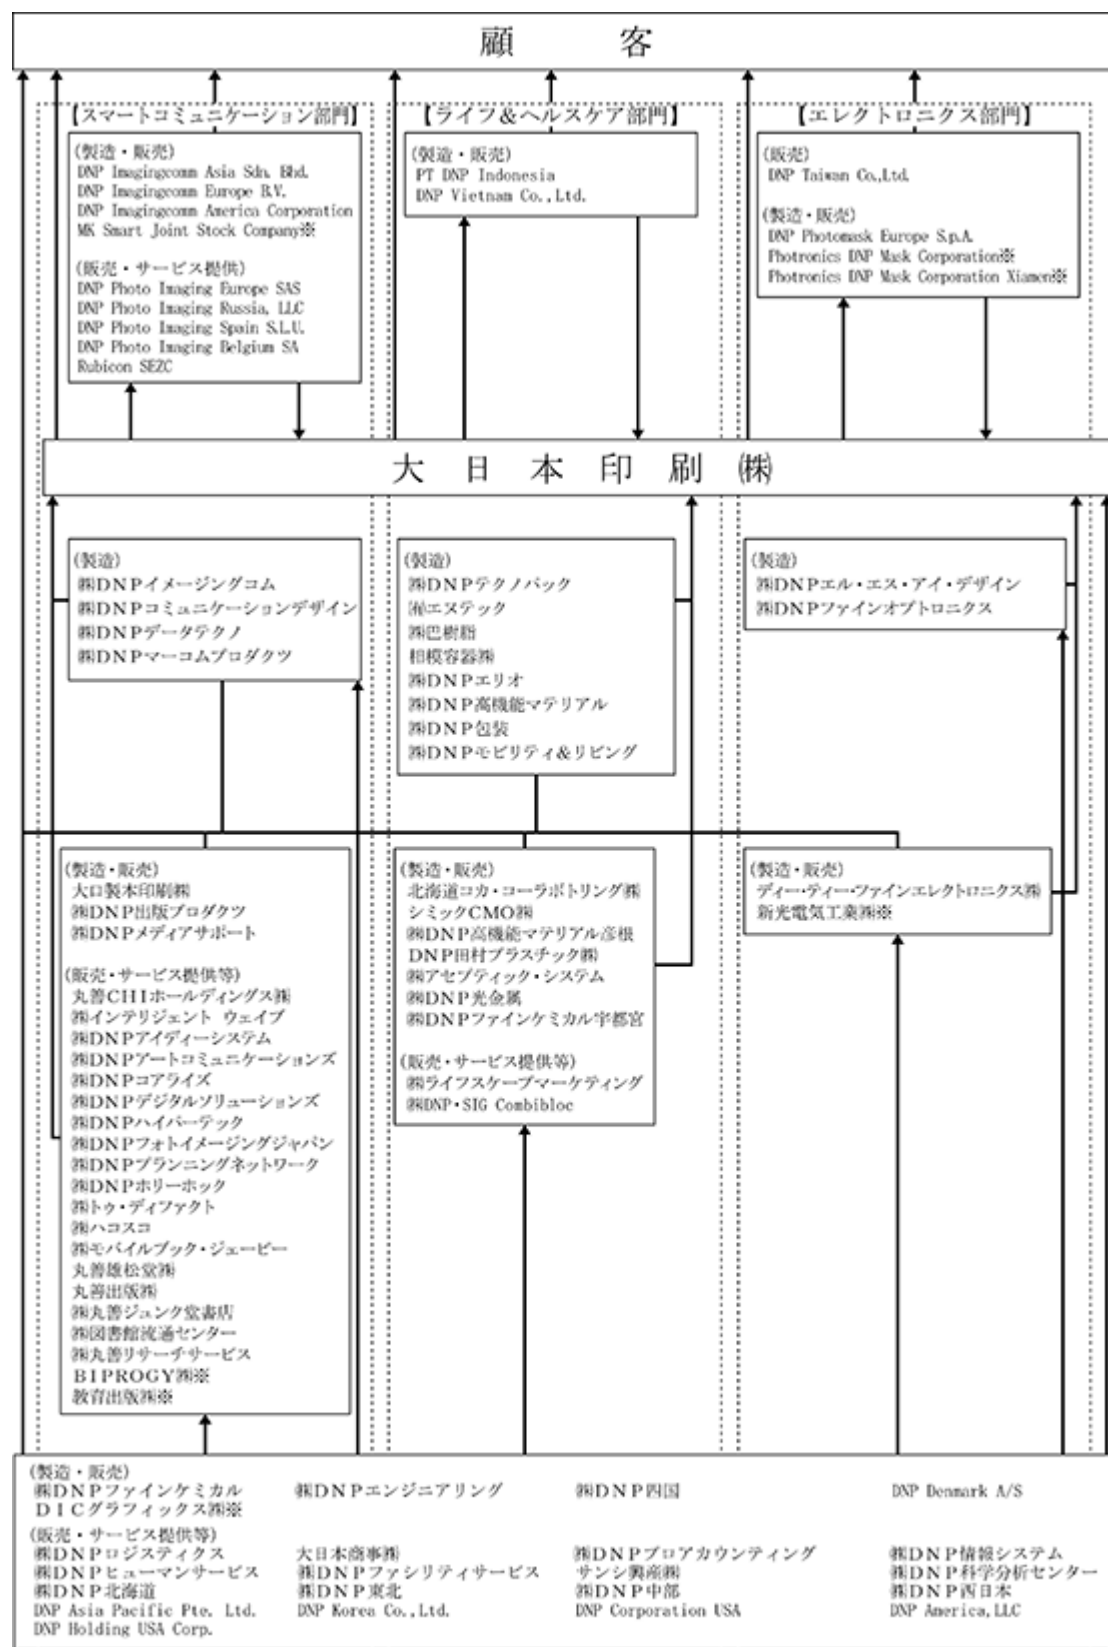 顧客
【スマートコミュニケーション部門】
(製造・販売)
DNP Imagingcomm Asia Sdn. Bhd.
DNP Imagingcomm Europe B.V.
DNP Imagingcomm America Corporation
MK Smart Joint Stock Company※
(販売・サービス提供)
DNP Photo Imaging Europe SAS
DNP Photo Imaging Russia, LLC
DNP Photo Imaging Spain S.L.U.
DNP Photo Imaging Belgium SA
Rubicon SEZC
【ライフ&ヘルスケア部門】
(製造・販売)
PT DNP Indonesia
DNP Vietnam Co.,Ltd.
【エレクトロニクス部門】
(販売)
DNP Taiwan Co.,Ltd.
(製造・販売)
DNP Photomask Europe S.p.A.
Photronics DNP Mask Corporation※
Photronics DNP Mask Corporation Xiamen※
大日本印刷㈱
(製造)
㈱DNPイメージングコム
㈱DNPコミュニケーションデザイン
㈱DNPデータテクノ
㈱DNPマーコムプロダクツ
(製造)
㈱DNPテクノパック
㈲エヌテック
㈱巴樹脂
相模容器㈱
㈱DNPエリオ
㈱DNP高機能マテリアル
㈱DNP包装
㈱DNPモビリティ&リビング
(製造)
㈱DNPエル・エス・アイ・デザイン
㈱DNPファインオプトロニクス
(製造・販売)
大口製本印刷㈱
㈱DNP出版プロダクツ
㈱DNPメディアサポート
(販売・サービス提供等)
丸善CHIホールディングス㈱
㈱インテリジェント ウェイブ
㈱DNPアイディーシステム
㈱DNPアートコミュニケーションズ
㈱DNPコアライズ
㈱DNPデジタルソリューションズ
㈱DNPハイパーテック
㈱DNPフォトイメージングジャパン
㈱DNPプランニングネットワーク
㈱DNPホリーホック
㈱トゥ・ディファクト
㈱ハコスコ
㈱モバイルブック・ジェーピー
丸善雄松堂㈱
丸善出版㈱
㈱丸善ジュンク堂書店
㈱図書館流通センター
㈱丸善リサーチサービス
BIPROGY㈱※
教育出版㈱※
(製造・販売)
北海道コカ・コーラボトリング㈱
シミックCMO㈱
㈱DNP高機能マテリアル彦根
DNP田村プラスチック㈱
㈱アセプティック・システム
㈱DNP光金属
㈱DNPファインケミカル宇都宮
(販売・サービス提供等)
㈱ライフスケープマーケティング
㈱DNP・SIG Combibloc
(製造・販売)
ディー・ティー・ファインエレクトロニクス㈱
新光電気工業㈱※
(製造・販売)
㈱DNPファインケミカル ㈱DNPエンジニアリング ㈱DNP四国 DNP Denmark A/S
DICグラフィックス㈱※
(販売・サービス提供等)
㈱DNPロジスティクス 大日本商事㈱ ㈱DNPプロアカウンティング ㈱DNP情報システム
㈱DNPヒューマンサービス ㈱DNPファシリティサービス サンシ興産㈱ ㈱DNP科学分析センター
㈱DNP北海道 ㈱DNP東北 ㈱DNP中部 ㈱DNP西日本
DNP Asia Pacific Pte. Ltd. DNP Korea Co.,Ltd. DNP Corporation USA DNP America,LLC
DNP Holding USA Corp.